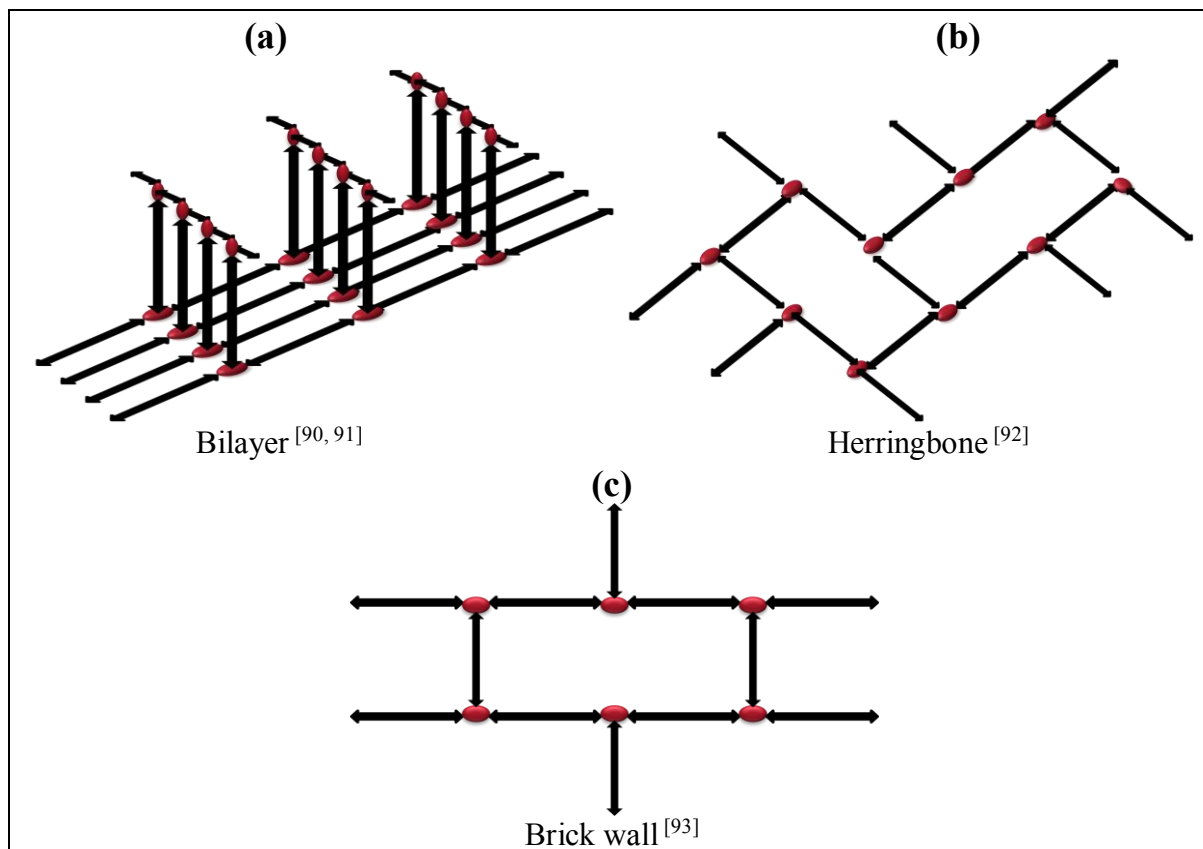 (a)
(b)
Bilayer [90, 91]
Herringbone [92]
(c)
Brick wall [93]